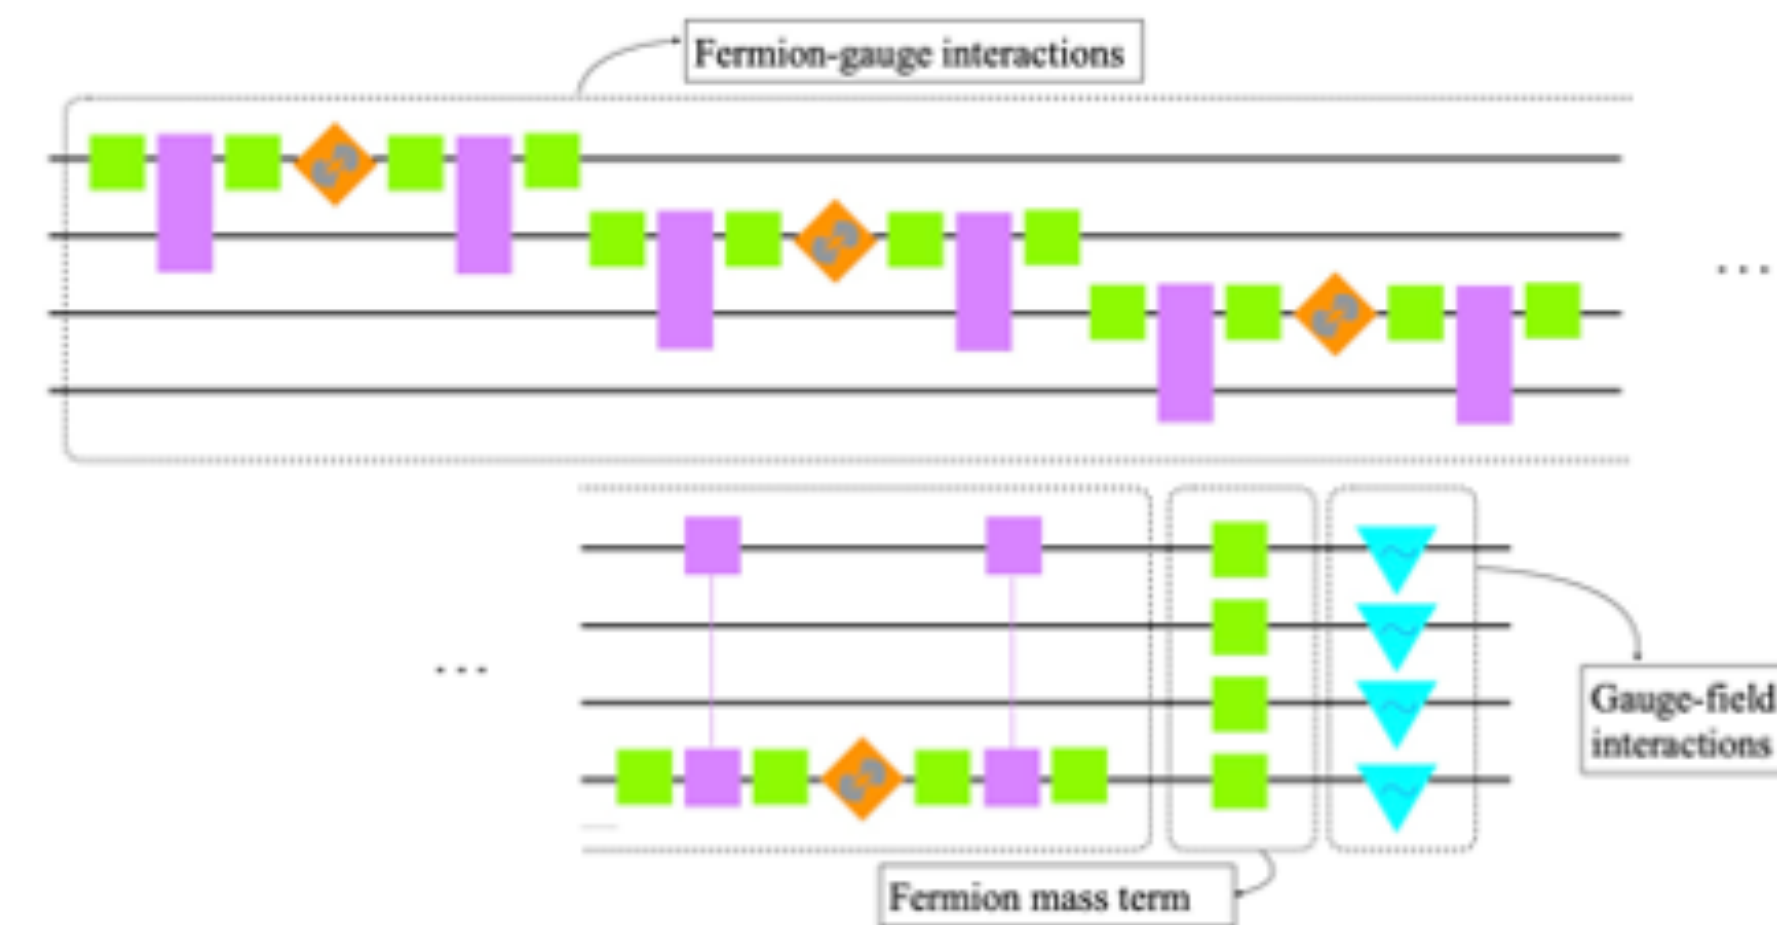 Fermion-gauge interactions
...
...
Gauge-field
interactions
Fermion mass term